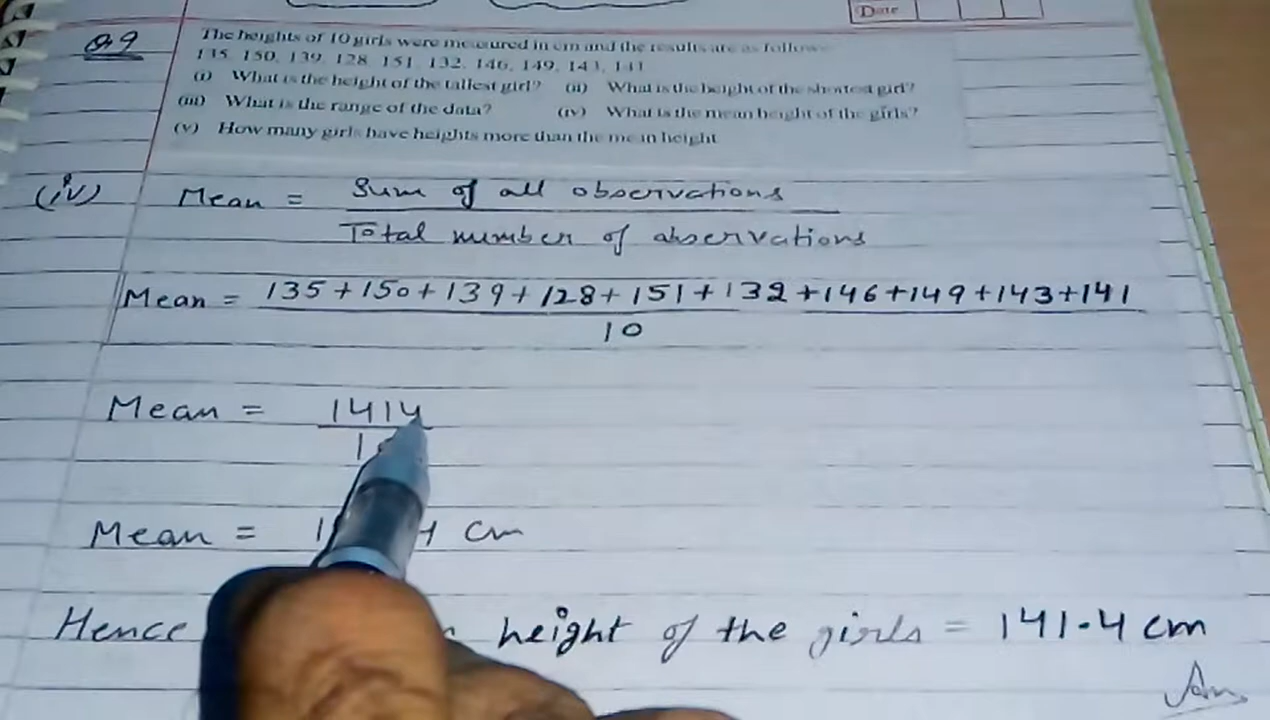 Date
Q.9 The heights of 10 girls were measured in cm and the results are as follows
135, 150, 139, 128, 151, 132, 146, 149, 143, 141
(i) What is the height of the tallest girl? (ii) What is the height of the shortest girl?
(iii) What is the range of the data? (iv) What is the mean height of the girls?
(v) How many girls have heights more than the mean height
(iv) Mean = Sum of all observations
Total number of observations
Mean = 135+150+139+128+151+132+146+149+143+141
10
Mean = 1414
1
Mean = 1 cm
Hence height of the girls = 141.4 cm
Ans